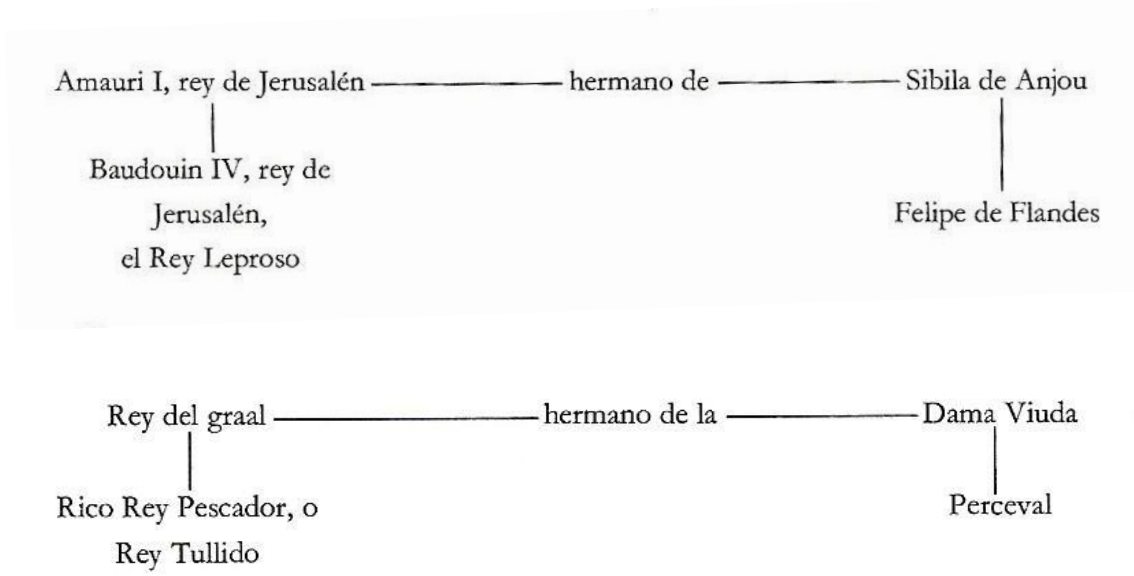 Amauri I, rey de Jerusalén hermano de Sibila de Anjou
Baudouin IV, rey de
Jerusalén,
el Rey Leproso
Felipe de Flandes
Rey del graal hermano de la Dama Viuda
Rico Rey Pescador, o
Rey Tullido
Perceval